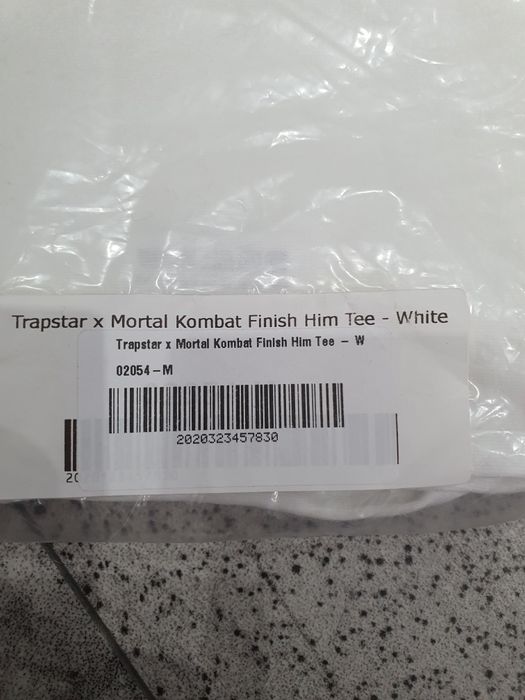 Trapstar x Mortal Kombat Finish Him Tee - White
Trapstar x Mortal Kombat Finish Him Tee - W
02054-M
2020323457830